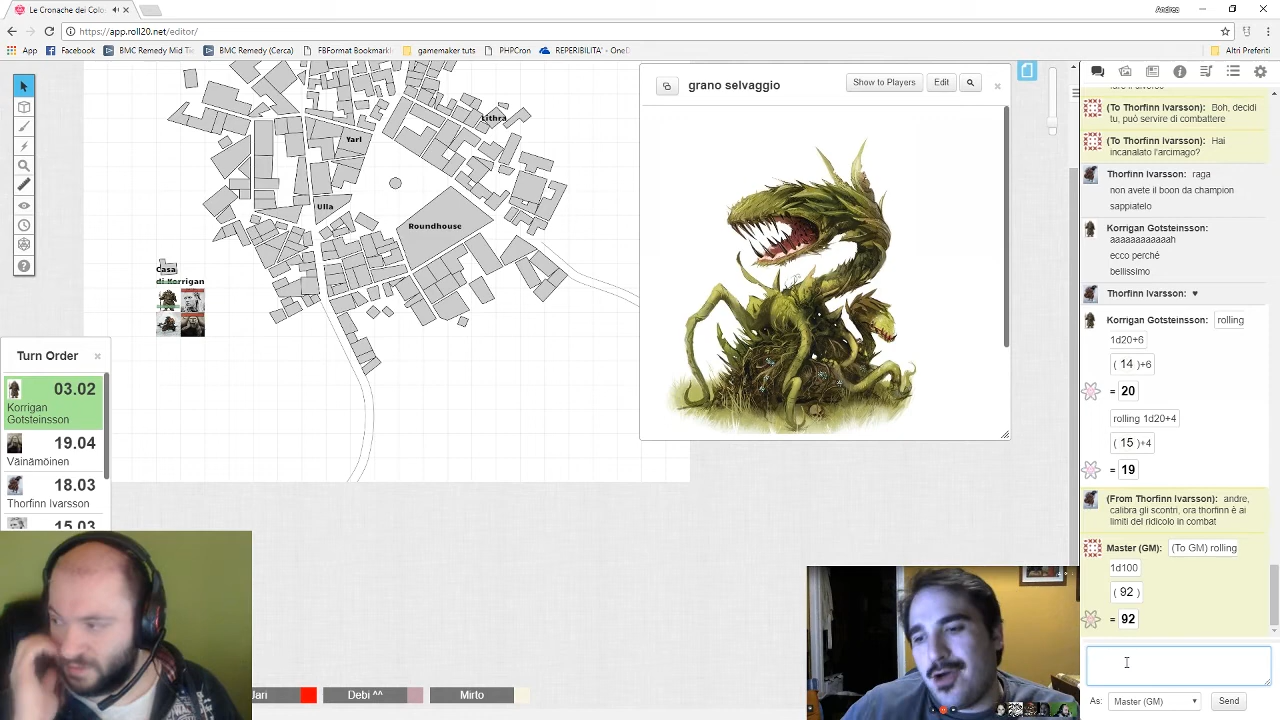 Le Cronache dei Colo
Andrea
https://app.roll20.net/editor/
App
Facebook
BMC Remedy Mid Tie
BMC Remedy (Cerca)
FBFormat Bookmarkl
gamemaker tuts
PHPCron
REPERIBILITA' - OneD
Altri Preferiti
Yarl
Lithra
Ulla
Roundhouse
Casa
di Korrigan
grano selvaggio
Show to Players
Edit
Turn Order
03.02
Korrigan
Gotsteinsson
19.04
Väinämöinen
18.03
Thorfinn Ivarsson
15.03
(To Thorfinn Ivarsson): Boh, decidi
tu, può servire di combattere
(To Thorfinn Ivarsson): Hai
incanalato l'arcimago?
Thorfinn Ivarsson: raga
non avete il boon da champion
sappiatelo
Korrigan Gotsteinsson:
aaaaaaaaaaaah
ecco perché
bellissimo
Thorfinn Ivarsson: ♥
Korrigan Gotsteinsson: rolling
1d20+6
( 14 )+6
= 20
rolling 1d20+4
( 15 )+4
= 19
(From Thorfinn Ivarsson): andre,
calibra gli scontri, ora thorfinn è ai
limiti del ridicolo in combat
Master (GM): (To GM) rolling
1d100
( 92 )
= 92
As: Master (GM)
Send
Jari
Debi ^^
Mirto